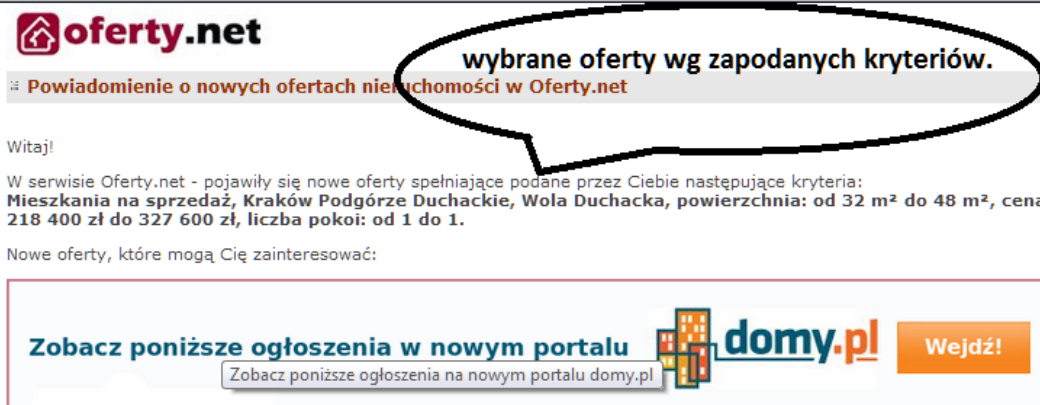 oferty.net
wybrane oferty wg zapodanych kryteriów.
Powiadomienie o nowych ofertach nieruchomości w Oferty.net
Witaj!
W serwisie Oferty.net - pojawiły się nowe oferty spełniające podane przez Ciebie następujące kryteria:
Mieszkania na sprzedaż, Kraków Podgórze Duchackie, Wola Duchacka, powierzchnia: od 32 m² do 48 m², cena
218 400 zł do 327 600 zł, liczba pokoi: od 1 do 1.
Nowe oferty, które mogą Cię zainteresować:
Zobacz poniższe ogłoszenia w nowym portalu domy.pl Wejdź!
Zobacz poniższe ogłoszenia na nowym portalu domy.pl